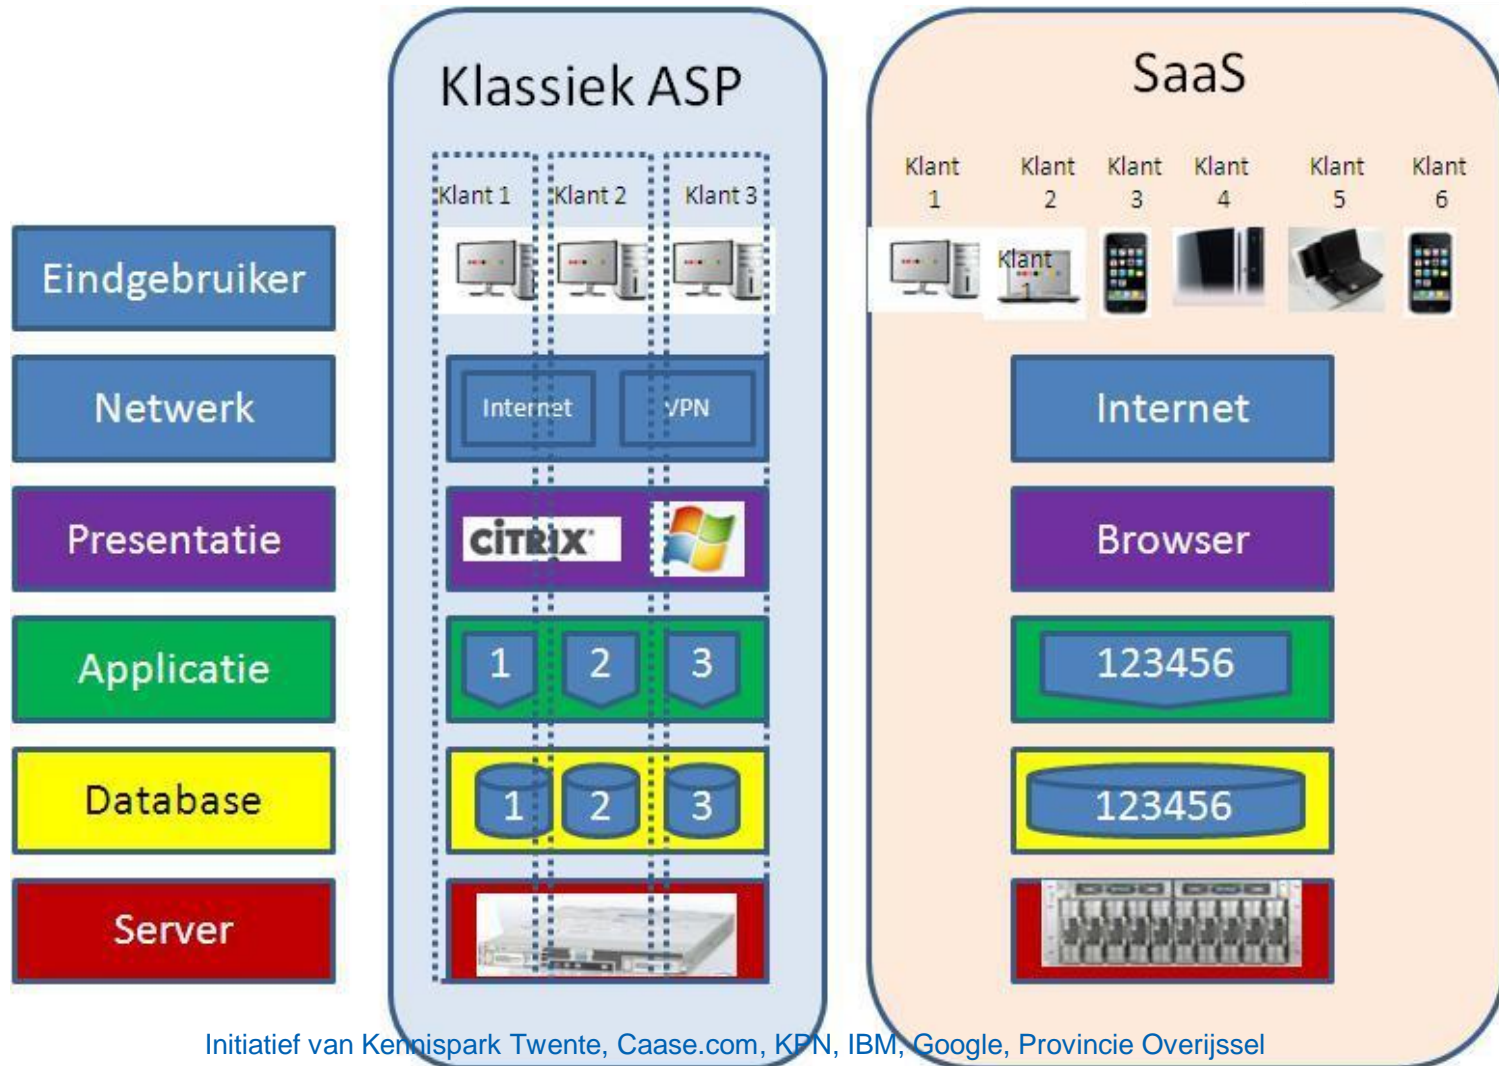 Klassiek ASP
SaaS
Klant 1
Klant 2
Klant 3
Klant
1
Klant
2
Klant
3
Klant
4
Klant
5
Klant
6
Eindgebruiker
Klant
1
Netwerk
Internet
VPN
Internet
Presentatie
CITRIX
Browser
Applicatie
1
2
3
123456
Database
1
2
3
123456
Server
Initiatief van Kennispark Twente, Caase.com, KPN, IBM, Google, Provincie Overijssel